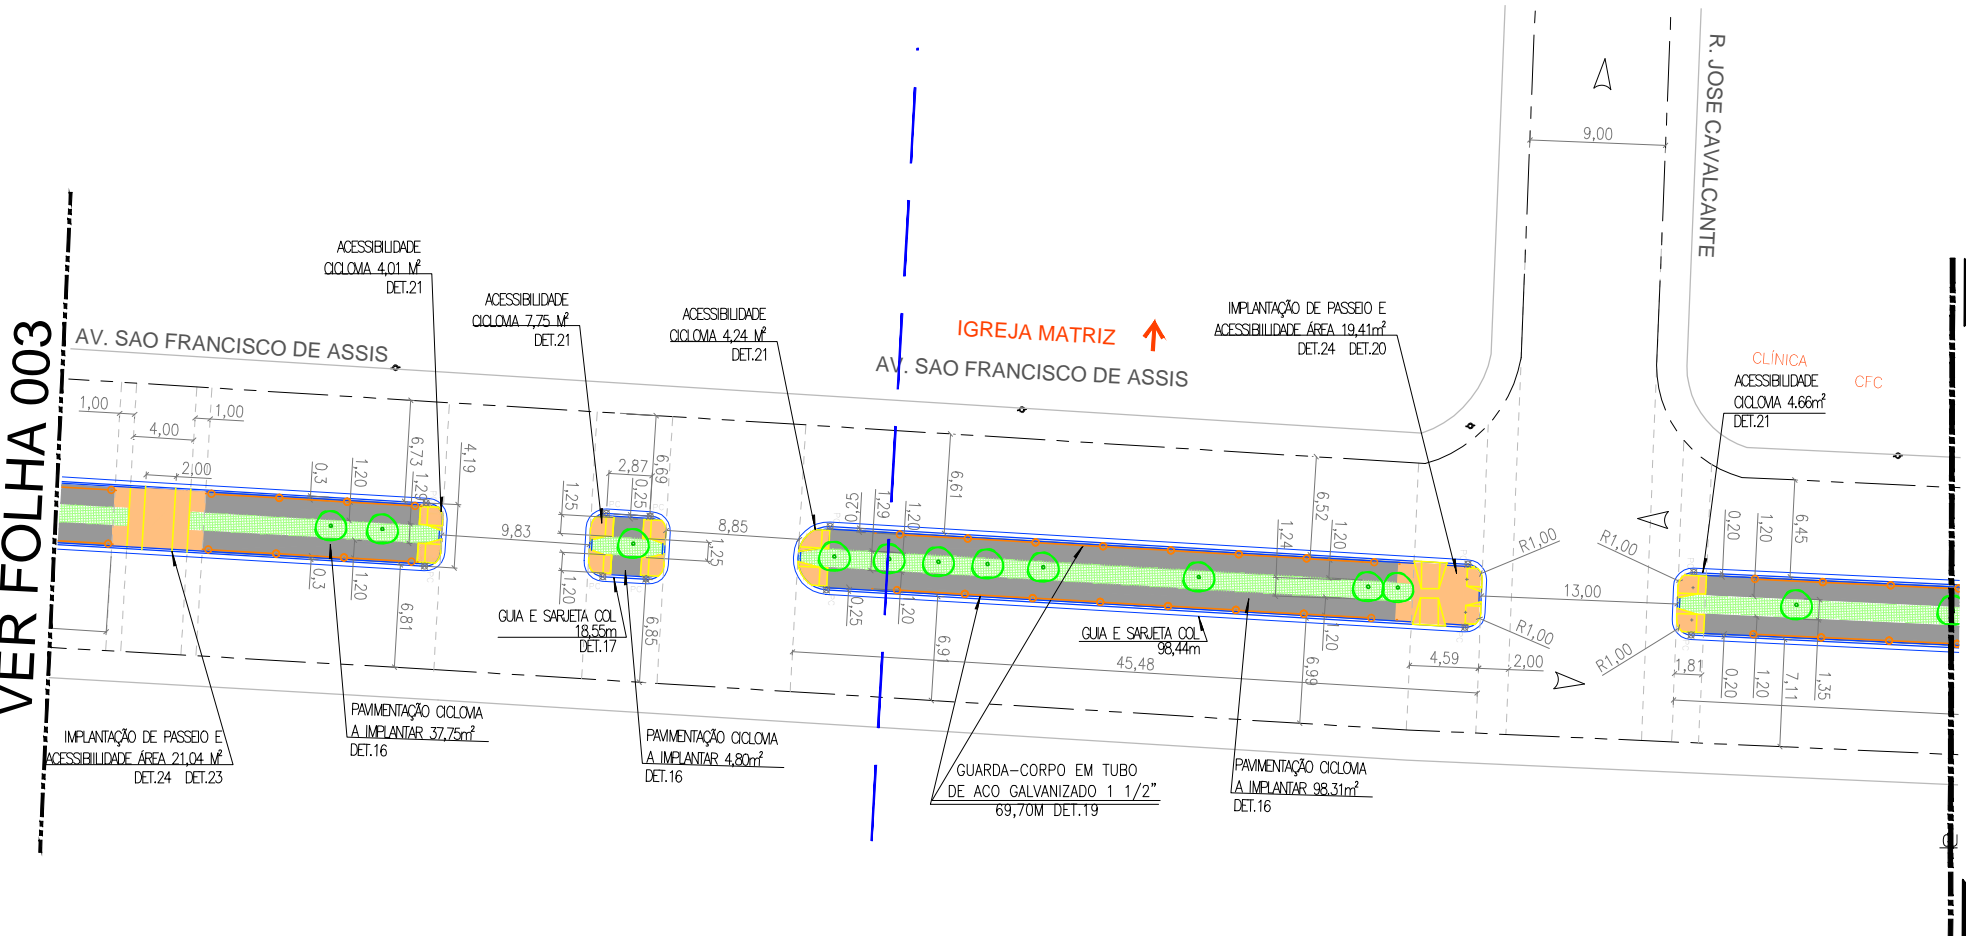 VER FOLHA 003
AV. SAO FRANCISCO DE ASSIS
ACESSIBILIDADE
CICLOVIA 4,01 M²
DET.21
ACESSIBILIDADE
CICLOVIA 7,75 M²
DET.21
ACESSIBILIDADE
CICLOVIA 4,24 M²
DET.21
IGREJA MATRIZ
AV. SAO FRANCISCO DE ASSIS
IMPLANTAÇÃO DE PASSEIO E
ACESSIBIILIDADE ÁREA 19,41m²
DET.24 DET.20
R. JOSE CAVALCANTE
9,00
CLÍNICA
CFC
ACESSIBILIDADE
CICLOVIA 4.66m²
DET.21
1,00
1,00
4,00
2,00
0,3
1,20
6,73
1,29
4,19
0,3
1,20
6,81
9,83
1,25
2,87
0,25
6,69
1,20
6,85
8,85
1,25
0,25
1,29
1,20
6,61
0,25
1,20
6,91
6,52
1,24
1,20
1,20
6,99
45,48
4,59
2,00
R1,00
R1,00
13,00
R1,00
R1,00
1,81
0,20
1,20
6,45
0,20
1,20
7,11
1,35
GUIA E SARJETA COL
18,55m
DET.17
GUIA E SARJETA COL
98,44m
IMPLANTAÇÃO DE PASSEIO E
ACESSIBIILIDADE ÁREA 21,04 M²
DET.24 DET.23
PAVIMENTAÇÃO CICLOVIA
A IMPLANTAR 37,75m²
DET.16
PAVIMENTAÇÃO CICLOVIA
A IMPLANTAR 4,80m²
DET.16
GUARDA-CORPO EM TUBO
DE ACO GALVANIZADO 1 1/2"
69,70M DET.19
PAVIMENTAÇÃO CICLOVIA
A IMPLANTAR 98.31m²
DET.16